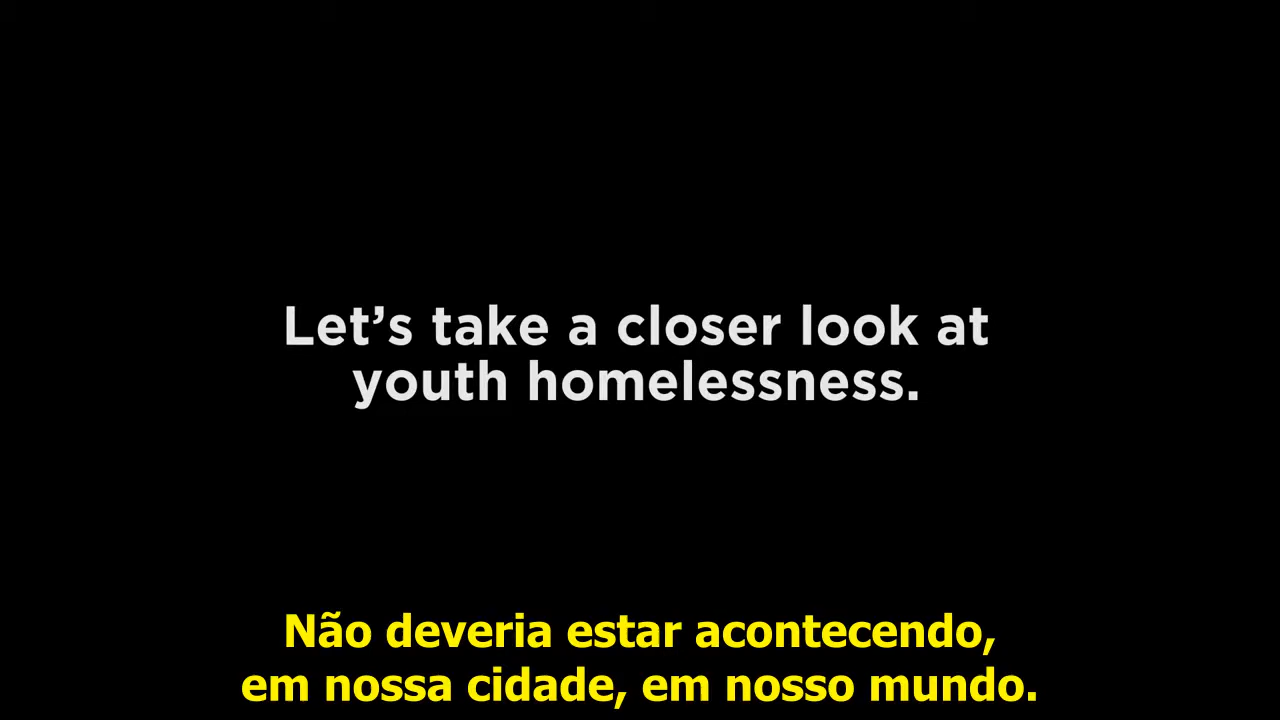 Let’s take a closer look at
youth homelessness.
Não deveria estar acontecendo,
em nossa cidade, em nosso mundo.